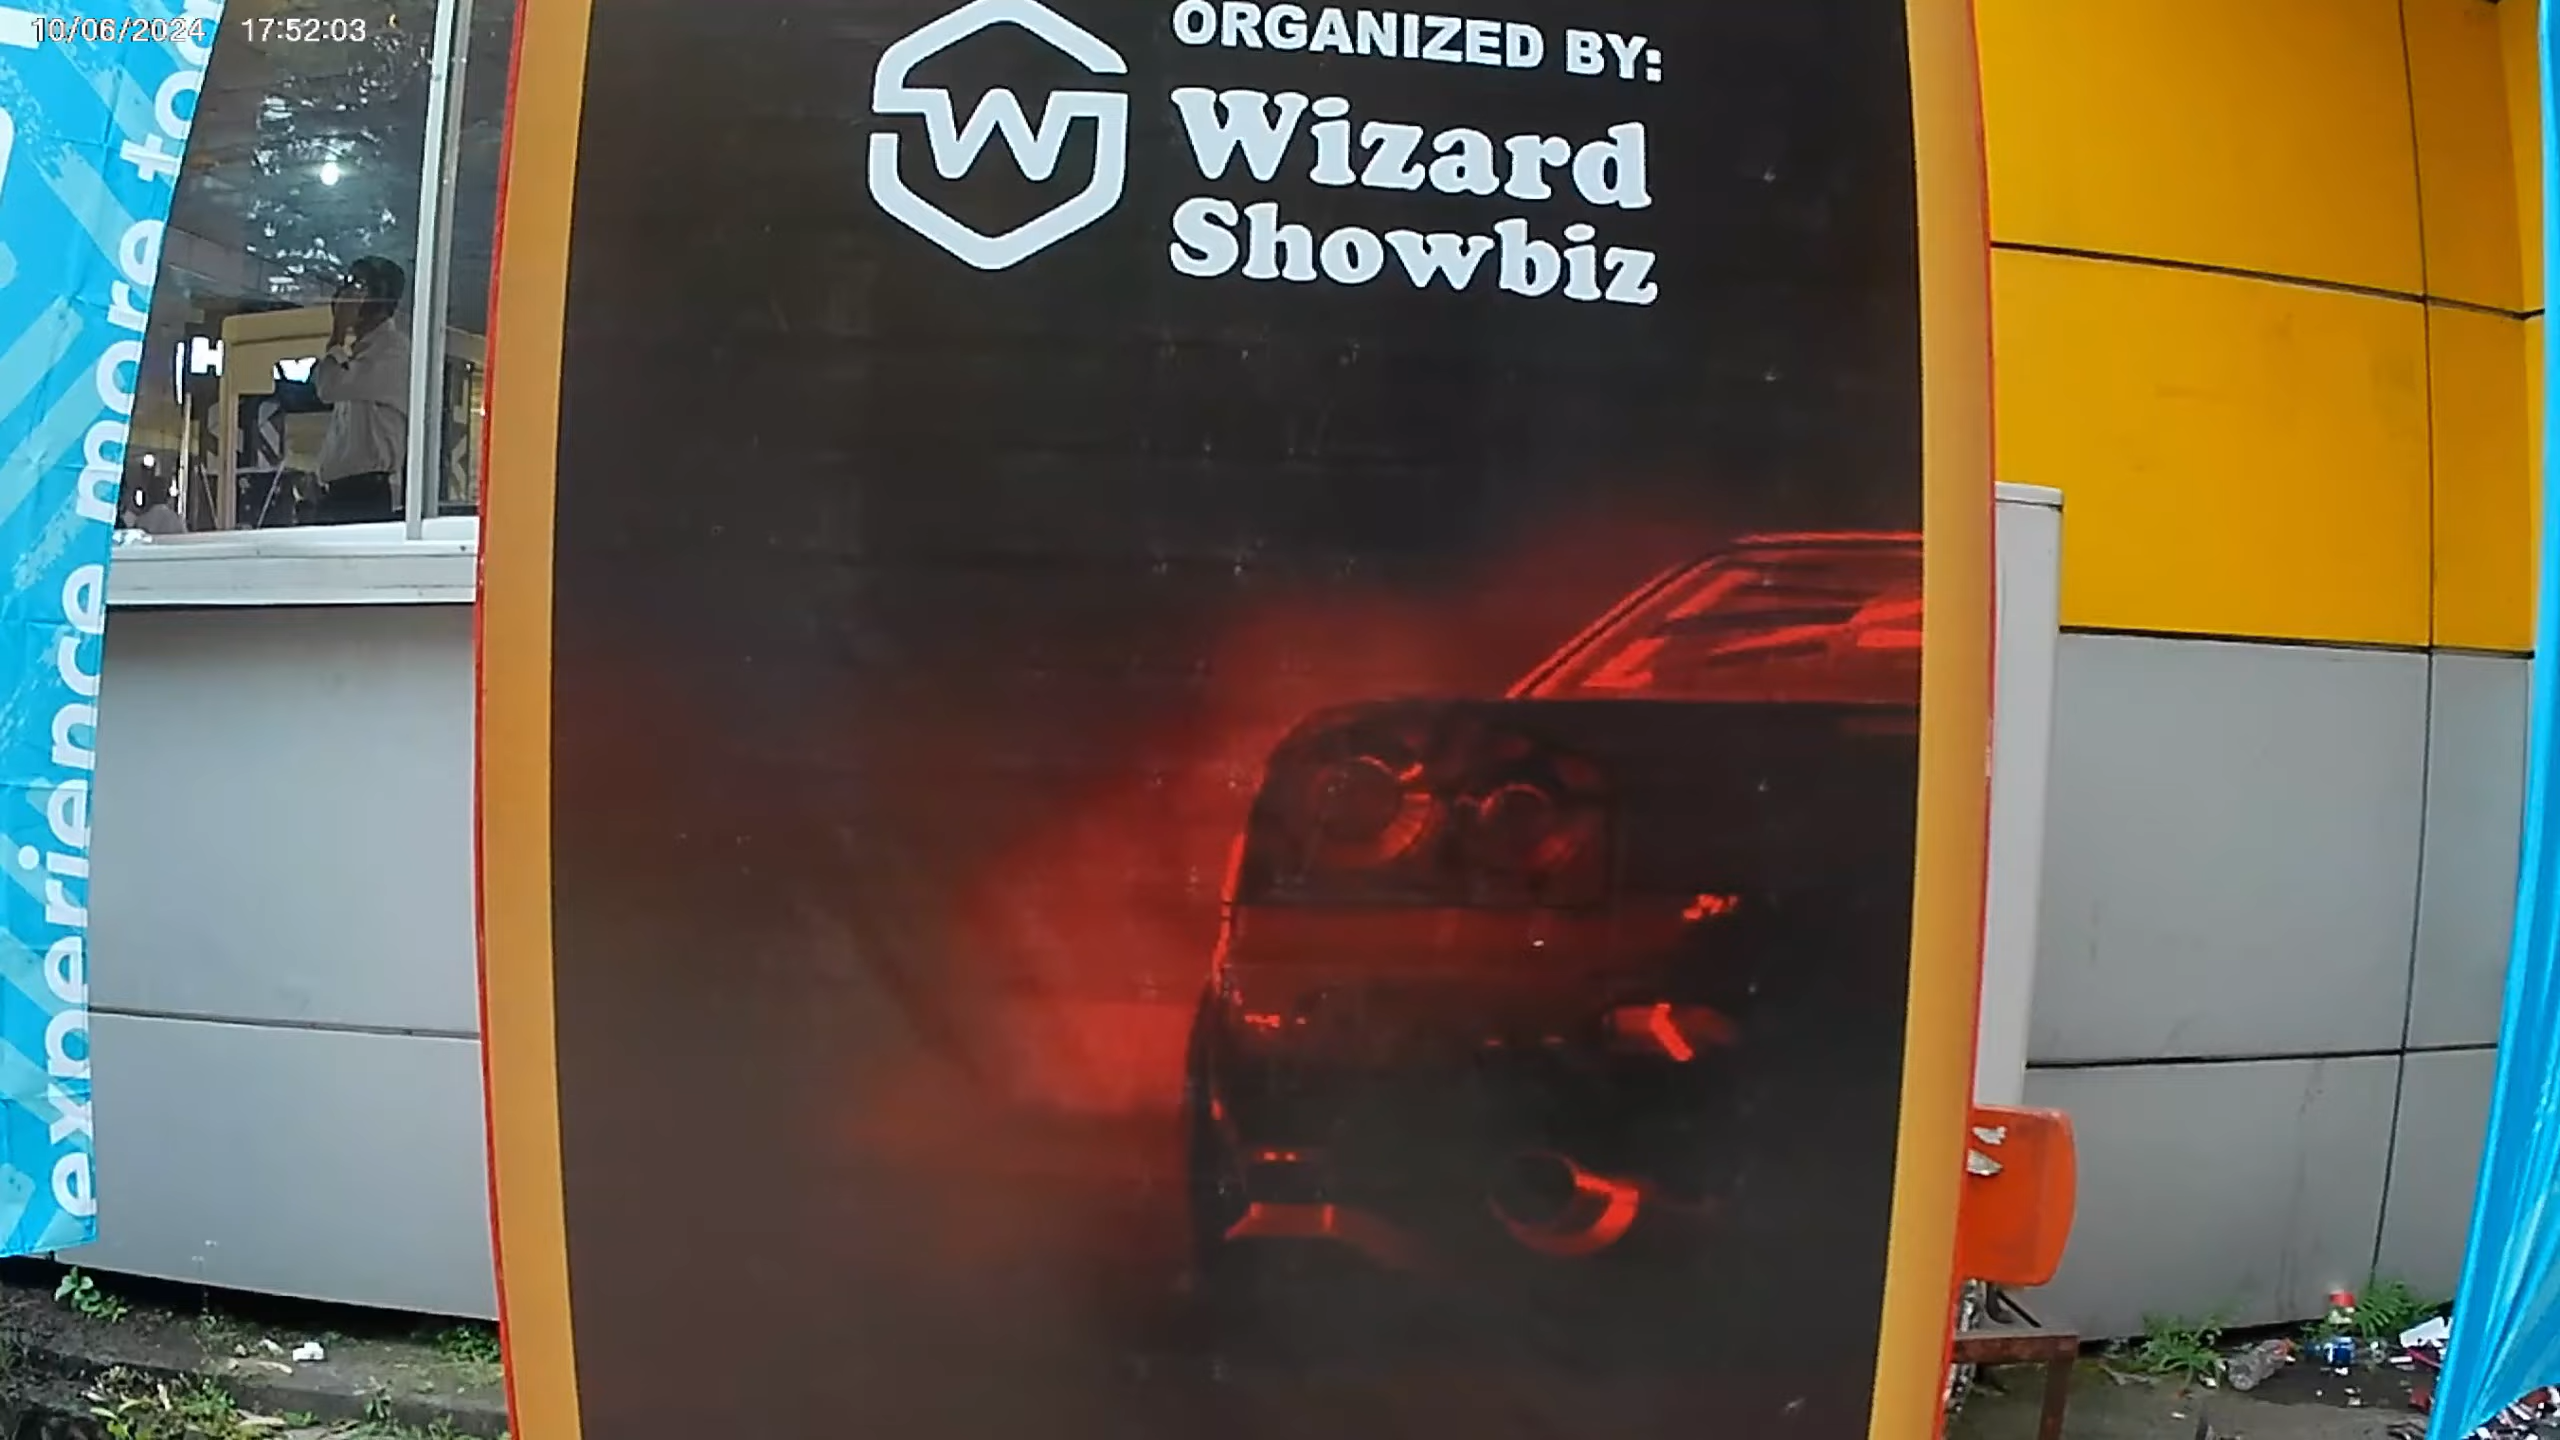 10/06/2024 17:52:03
ORGANIZED BY:
Wizard
Showbiz
W
experience more